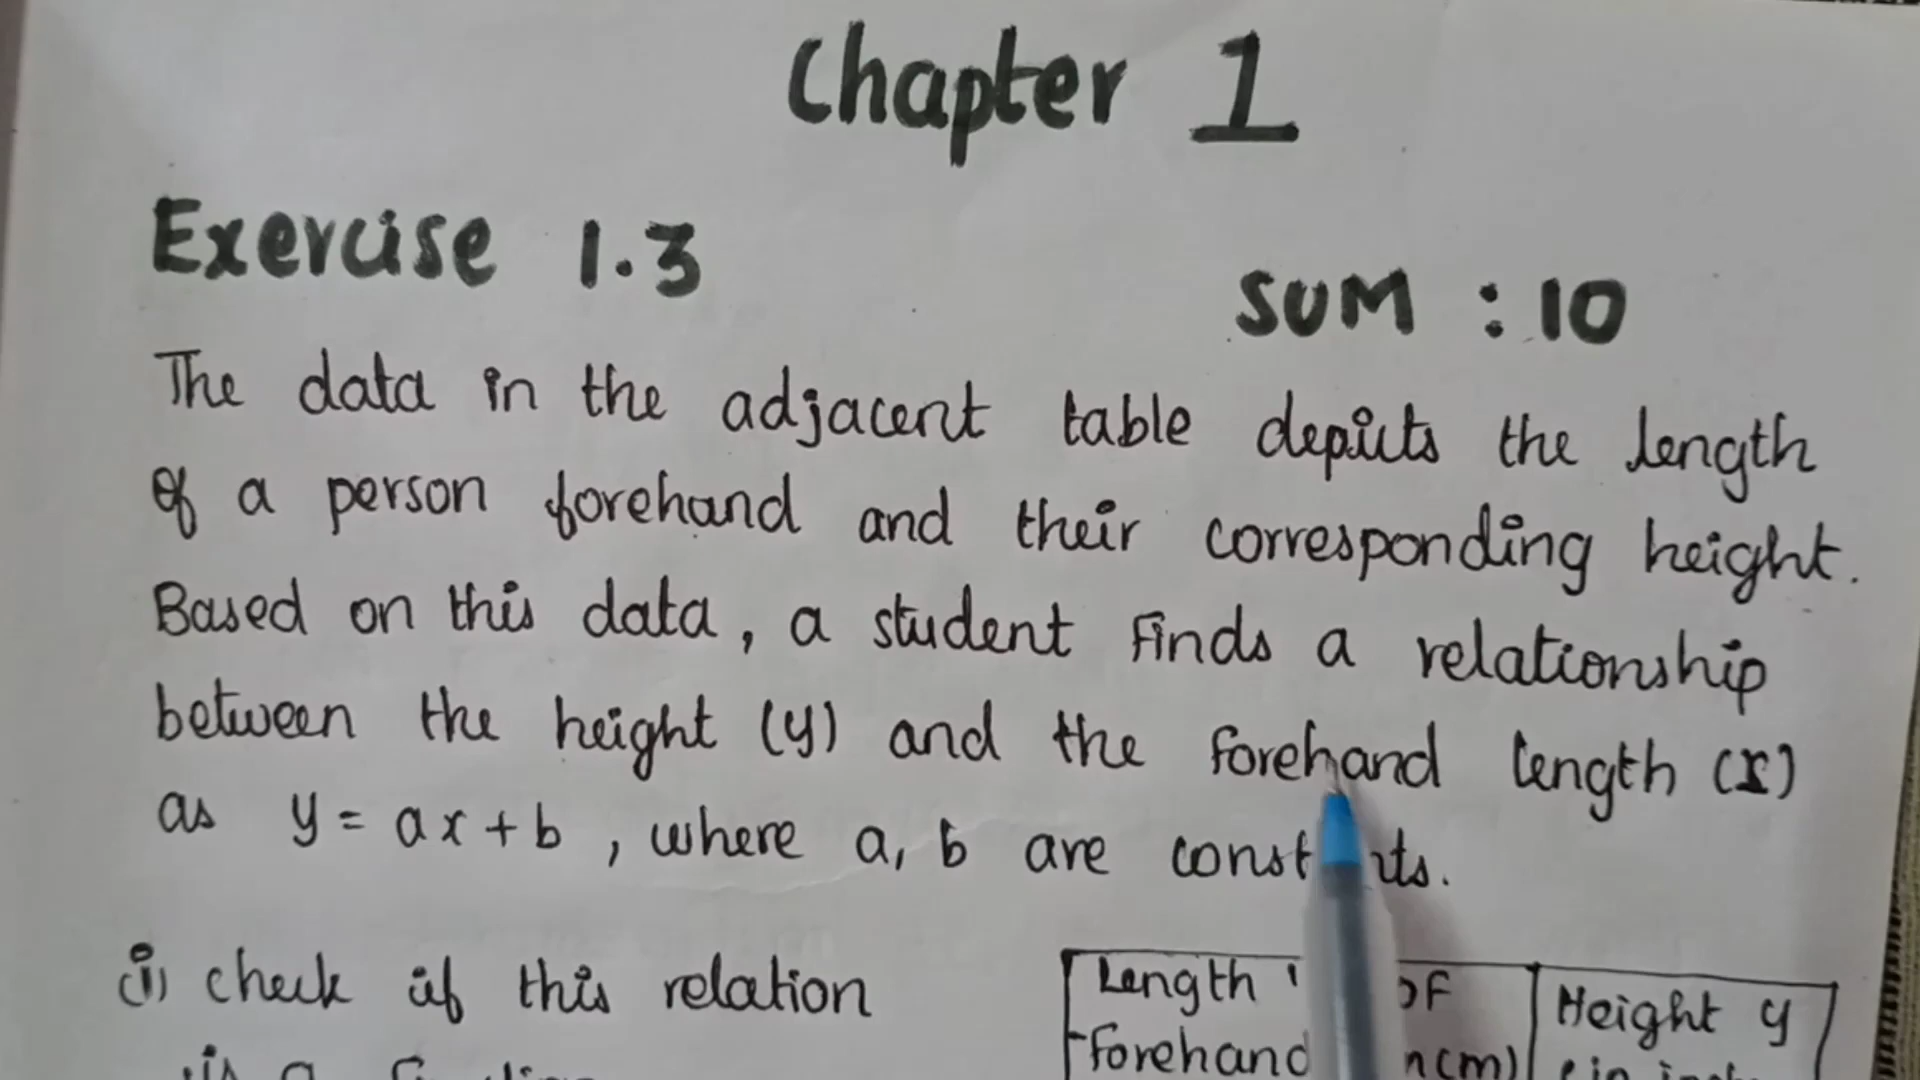 Chapter 1
Exercise 1.3
SUM : 10
The data in the adjacent table depicts the length
of a person forehand and their corresponding height.
Based on this data, a student finds a relationship
between the height (y) and the forehand length (x)
as y = ax + b , where a, b are
i) check if this relation
is a
Length
Forehand
Height y